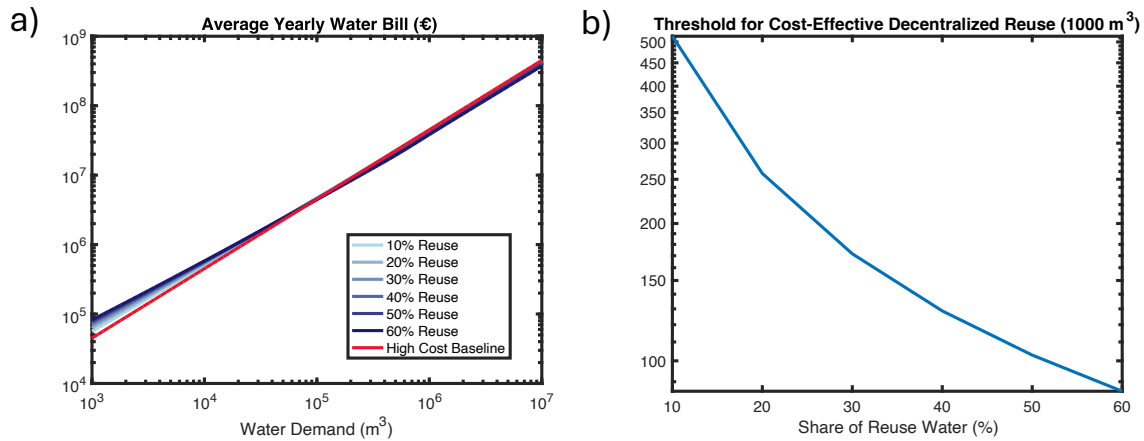 a)
Average Yearly Water Bill (€)
10^9
10^8
10^7
10^6
10^5
10^4
10% Reuse
20% Reuse
30% Reuse
40% Reuse
50% Reuse
60% Reuse
High Cost Baseline
10^3 10^4 10^5 10^6 10^7
Water Demand (m^3)
b)
Threshold for Cost-Effective Decentralized Reuse (1000 m^3)
500
450
400
350
300
250
200
150
100
10 20 30 40 50 60
Share of Reuse Water (%)